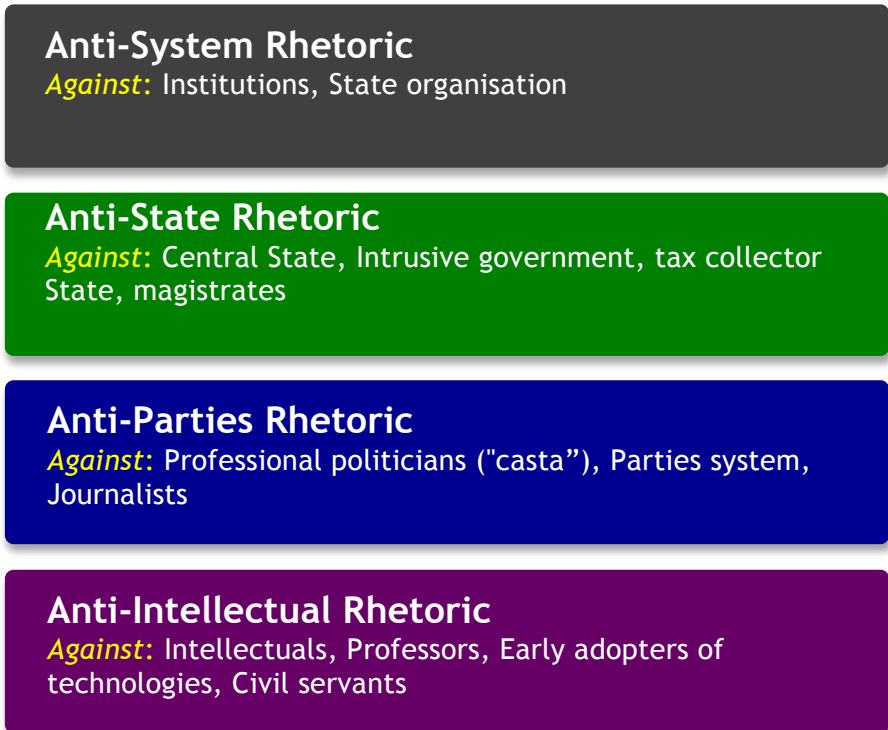 Anti-System Rhetoric
Against: Institutions, State organisation
Anti-State Rhetoric
Against: Central State, Intrusive government, tax collector
State, magistrates
Anti-Parties Rhetoric
Against: Professional politicians ("casta”), Parties system,
Journalists
Anti-Intellectual Rhetoric
Against: Intellectuals, Professors, Early adopters of
technologies, Civil servants